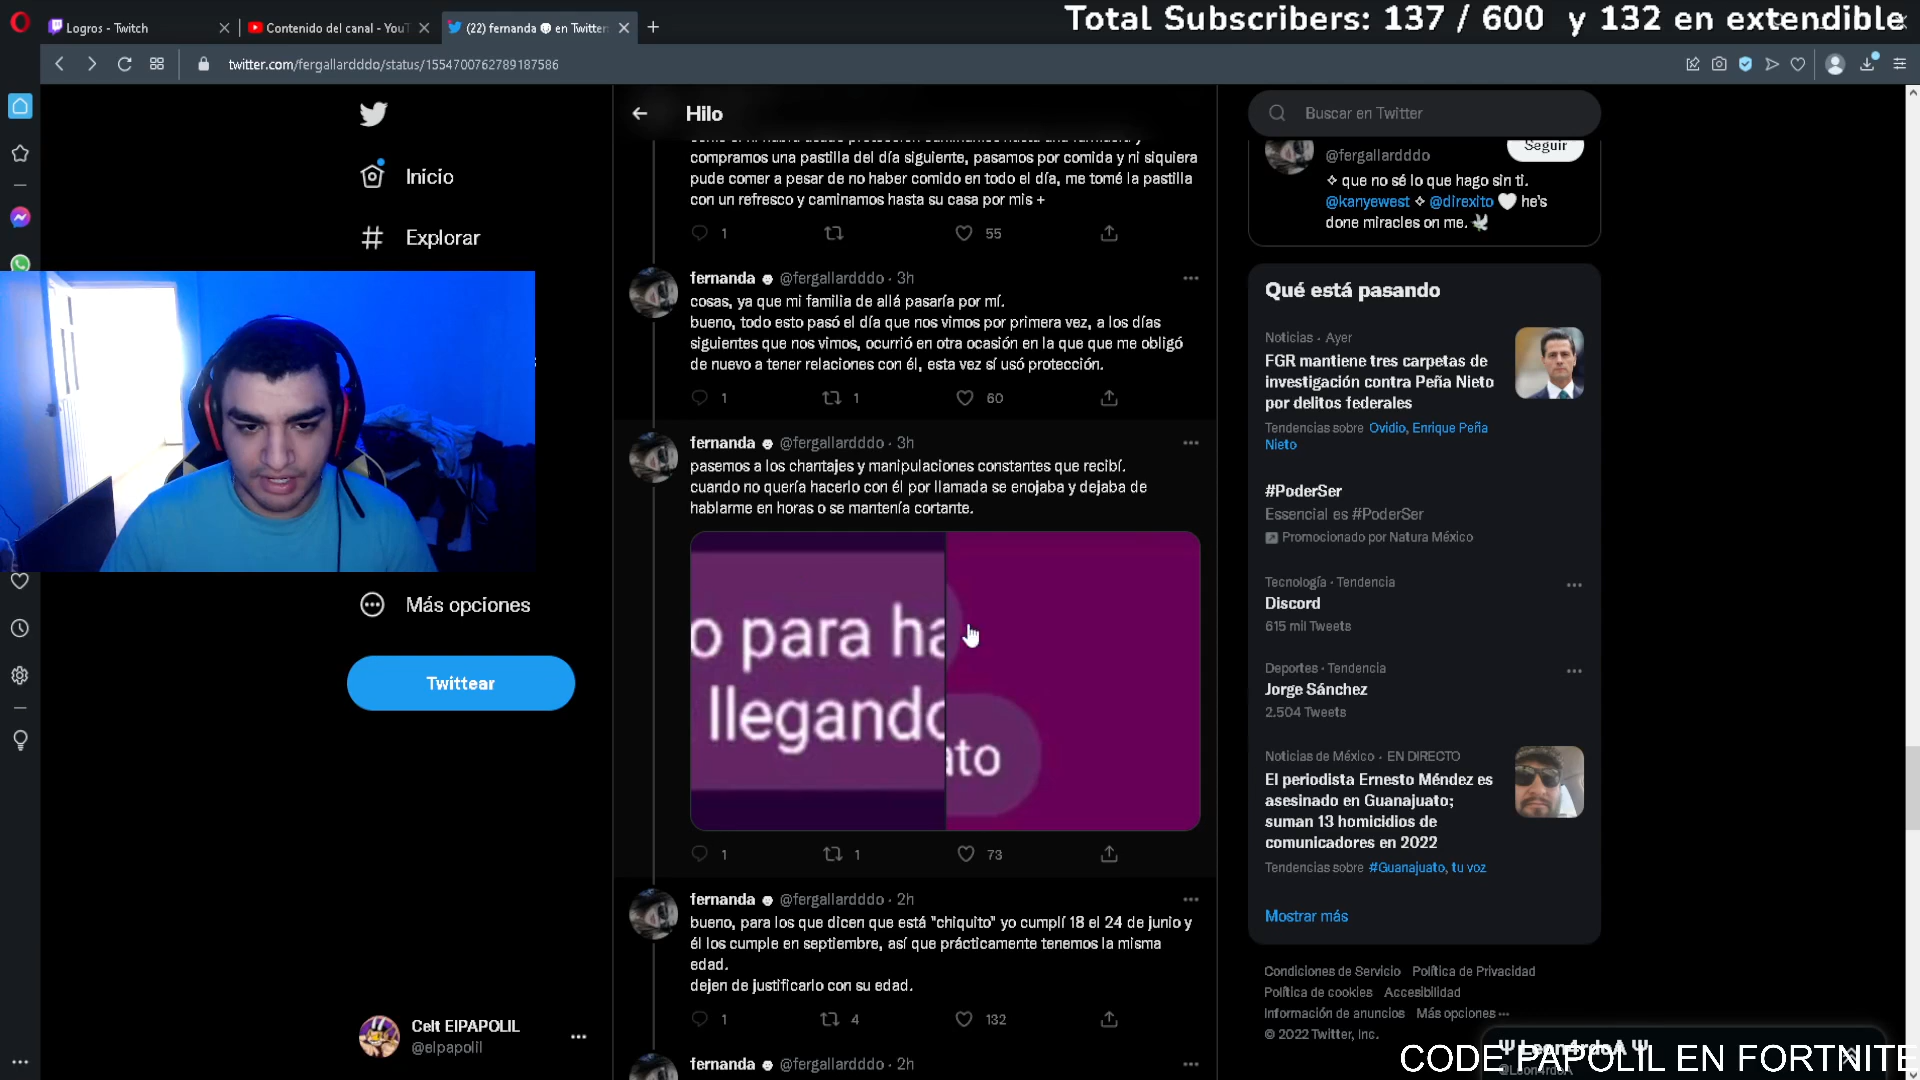 Logros - Twitch
Contenido del canal - YouT
(22) fernanda en Twitter:
Total Subscribers: 137 / 600 y 132 en extendible
twitter.com/fergallardddo/status/1554700762789187586
Inicio
Explorar
Más opciones
Twittear
Celt ElPAPOLIL
@elpapolil
Hilo
compramos una pastilla del día siguiente, pasamos por comida y ni siquiera
pude comer a pesar de no haber comido en todo el día, me tomé la pastilla
con un refresco y caminamos hasta su casa por mis +
1 55
fernanda @fergallardddo · 3h
cosas, ya que mi familia de allá pasaría por mí.
bueno, todo esto pasó el día que nos vimos por primera vez, a los días
siguientes que nos vimos, ocurrió en otra ocasión en la que que me obligó
de nuevo a tener relaciones con él, esta vez sí usó protección.
1 1 60
fernanda @fergallardddo · 3h
pasemos a los chantajes y manipulaciones constantes que recibí.
cuando no quería hacerlo con él por llamada se enojaba y dejaba de
hablarme en horas o se mantenía cortante.
o para ha
llegando
ato
1 1 73
fernanda @fergallardddo · 2h
bueno, para los que dicen que está "chiquito" yo cumplí 18 el 24 de junio y
él los cumple en septiembre, así que prácticamente tenemos la misma
edad.
dejen de justificarlo con su edad.
1 4 132
fernanda @fergallardddo · 2h
Buscar en Twitter
Seguir
@fergallardddo
✧ que no sé lo que hago sin ti.
@kanyewest ✧ @direxito 🤍 he's
done miracles on me. 🕊
Qué está pasando
Noticias · Ayer
FGR mantiene tres carpetas de
investigación contra Peña Nieto
por delitos federales
Tendencias sobre Ovidio, Enrique Peña
Nieto
#PoderSer
Essencial es #PoderSer
Promocionado por Natura México
Tecnología · Tendencia
Discord
615 mil Tweets
Deportes · Tendencia
Jorge Sánchez
2.504 Tweets
Noticias de México · EN DIRECTO
El periodista Ernesto Méndez es
asesinado en Guanajuato;
suman 13 homicidios de
comunicadores en 2022
Tendencias sobre #Guanajuato, tu voz
Mostrar más
Condiciones de Servicio Política de Privacidad
Política de cookies Accesibilidad
Información de anuncios Más opciones ···
© 2022 Twitter, Inc.
Ψ Leon4rdoA Ψ
@Leon4rdoA
CODE PAPOLIL EN FORTNITE